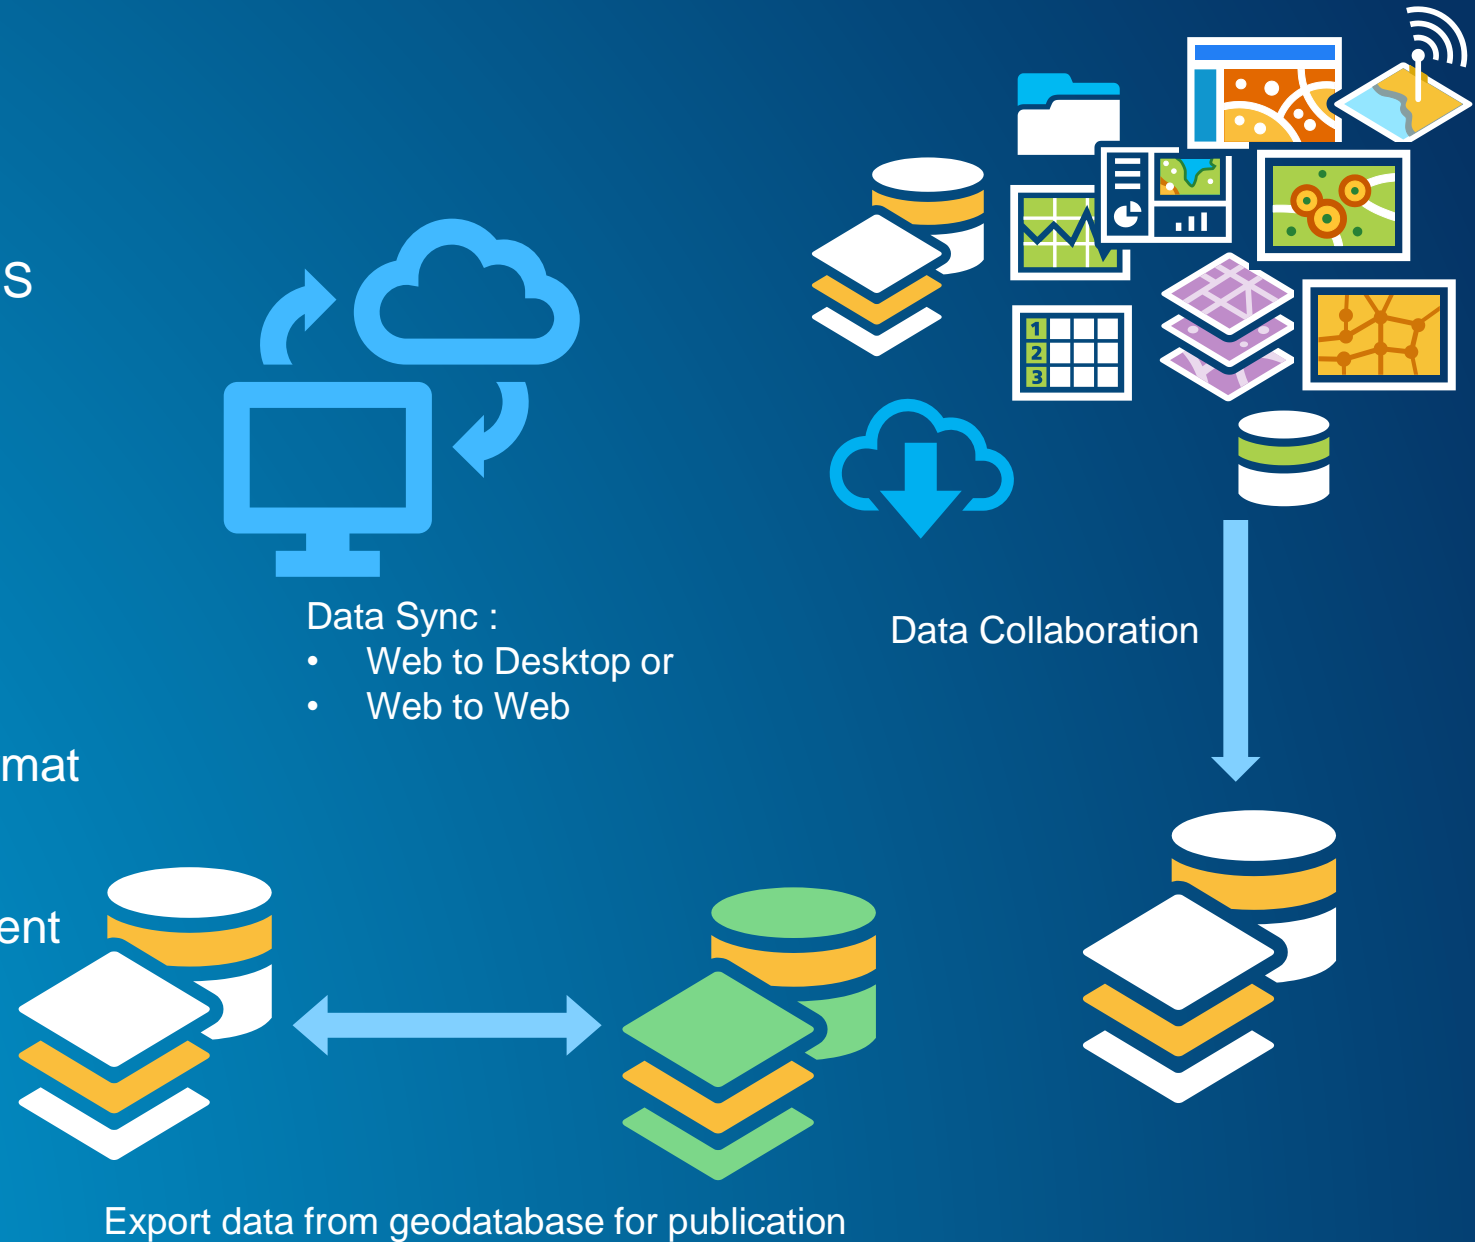 S
Data Sync :
• Web to Desktop or
• Web to Web
Data Collaboration
mat
ent
1
2
3
Export data from geodatabase for publication